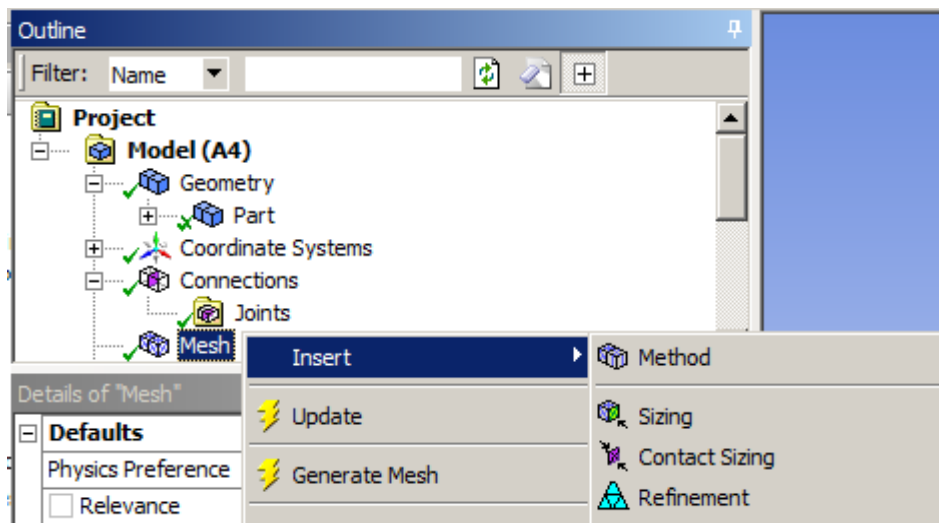 Outline
Filter: Name
Project
Model (A4)
Geometry
Part
Coordinate Systems
Connections
Joints
Mesh
Insert
Method
Details of "Mesh"
Update
Sizing
Defaults
Contact Sizing
Physics Preference
Generate Mesh
Refinement
Relevance